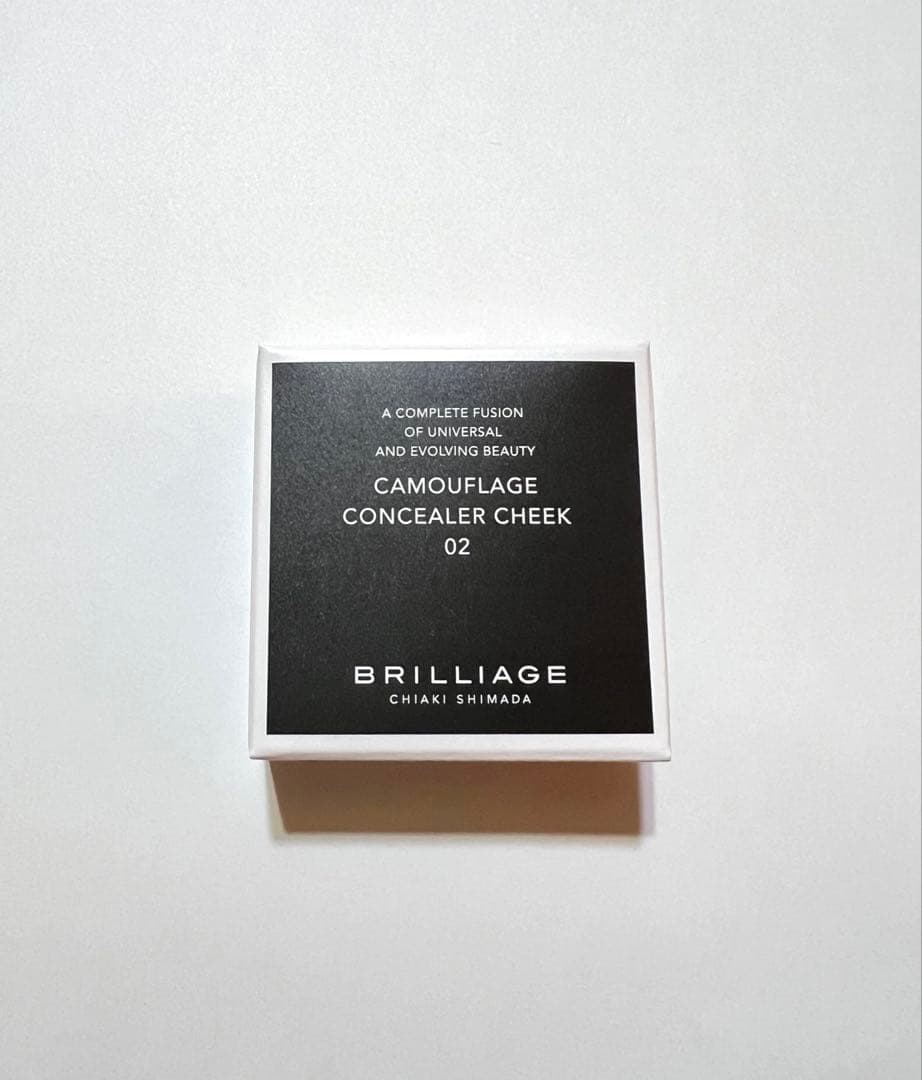 A COMPLETE FUSION
OF UNIVERSAL
AND EVOLVING BEAUTY
CAMOUFLAGE
CONCEALER CHEEK
02
BRILLIAGE
CHIAKI SHIMADA